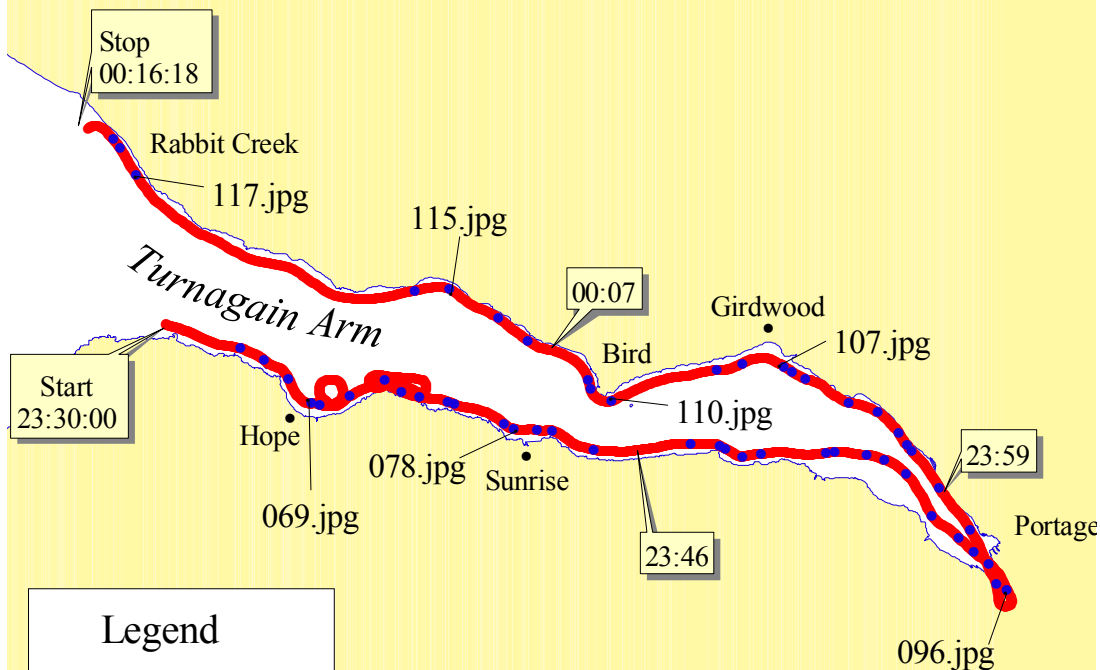 Stop
00:16:18
Rabbit Creek
117.jpg
115.jpg
Turnagain Arm
00:07
Girdwood
Bird
107.jpg
Start
23:30:00
110.jpg
Hope
078.jpg
Sunrise
23:59
069.jpg
23:46
Portage
Legend
096.jpg